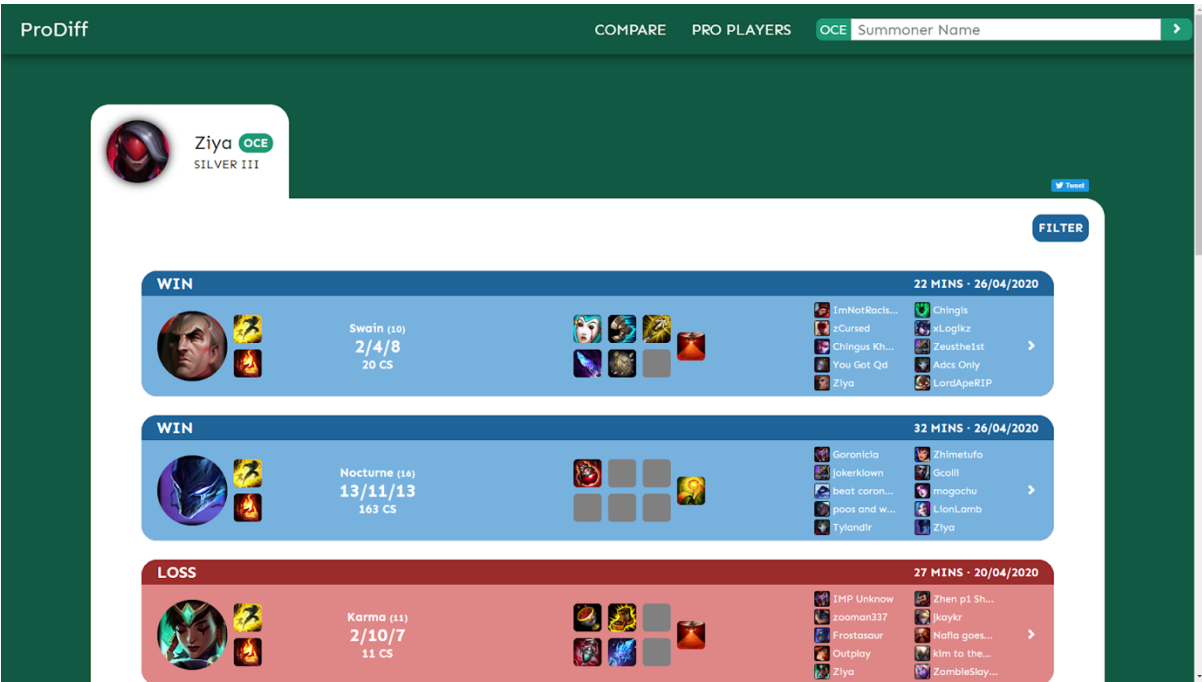 ProDiff
COMPARE PRO PLAYERS OCE Summoner Name
Ziya OCE
SILVER III
Tweet
FILTER
WIN 22 MINS · 26/04/2020
Swain (10)
2/4/8
20 CS
ImNotRacis... Chingis
zCursed xLogikz
Chingus Kh... Zeusthe1st
You Got Qd Adcs Only
Ziya LordApeRIP
WIN 32 MINS · 26/04/2020
Nocturne (16)
13/11/13
163 CS
Goronicia Zhimetufo
jokerklown Gcolli
beat coron... mogochu
poos and w... LionLamb
Tylandir Ziya
LOSS 27 MINS · 20/04/2020
Karma (11)
2/10/7
11 CS
IMP Unknow Zhen p1 Sh...
zooman337 jkaykr
Frostasaur Nafla goes...
Outplay kim to the...
Ziya ZombieSlay...